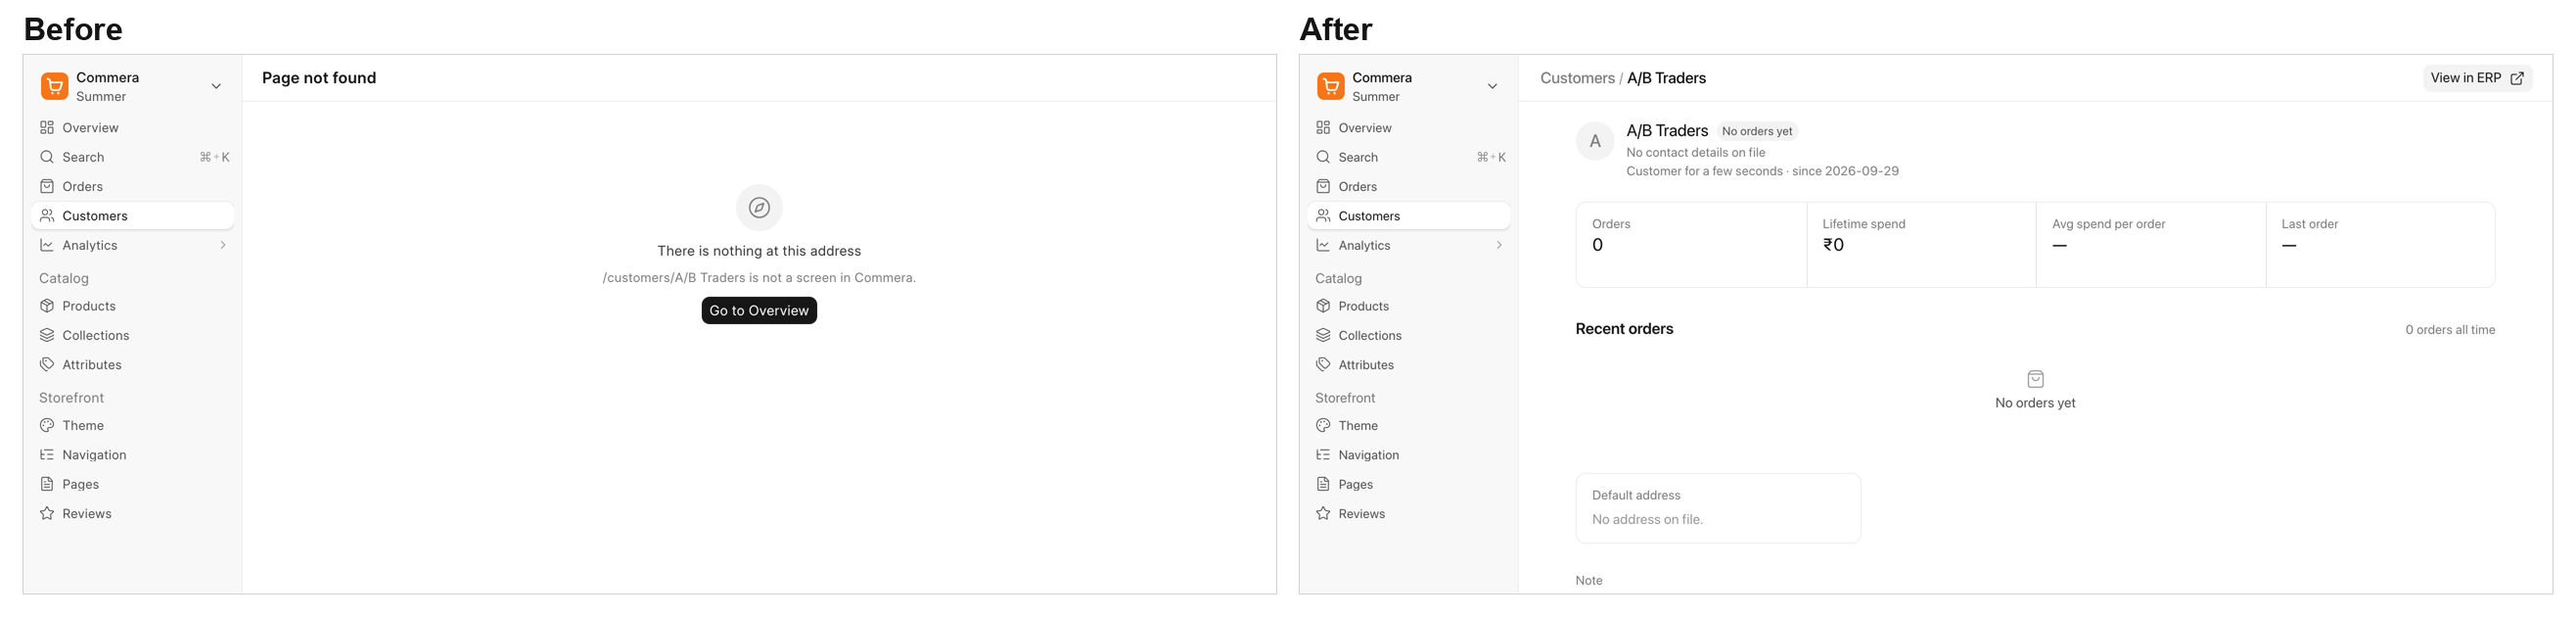 Before
Commera
Summer
Overview
Search ⌘+K
Orders
Customers
Analytics
Catalog
Products
Collections
Attributes
Storefront
Theme
Navigation
Pages
Reviews
Page not found
There is nothing at this address
/customers/A/B Traders is not a screen in Commera.
Go to Overview
After
Commera
Summer
Overview
Search ⌘+K
Orders
Customers
Analytics
Catalog
Products
Collections
Attributes
Storefront
Theme
Navigation
Pages
Reviews
Customers / A/B Traders
View in ERP
A
A/B Traders No orders yet
No contact details on file
Customer for a few seconds · since 2026-09-29
Orders
0
Lifetime spend
₹0
Avg spend per order
—
Last order
—
Recent orders
0 orders all time
No orders yet
Default address
No address on file.
Note